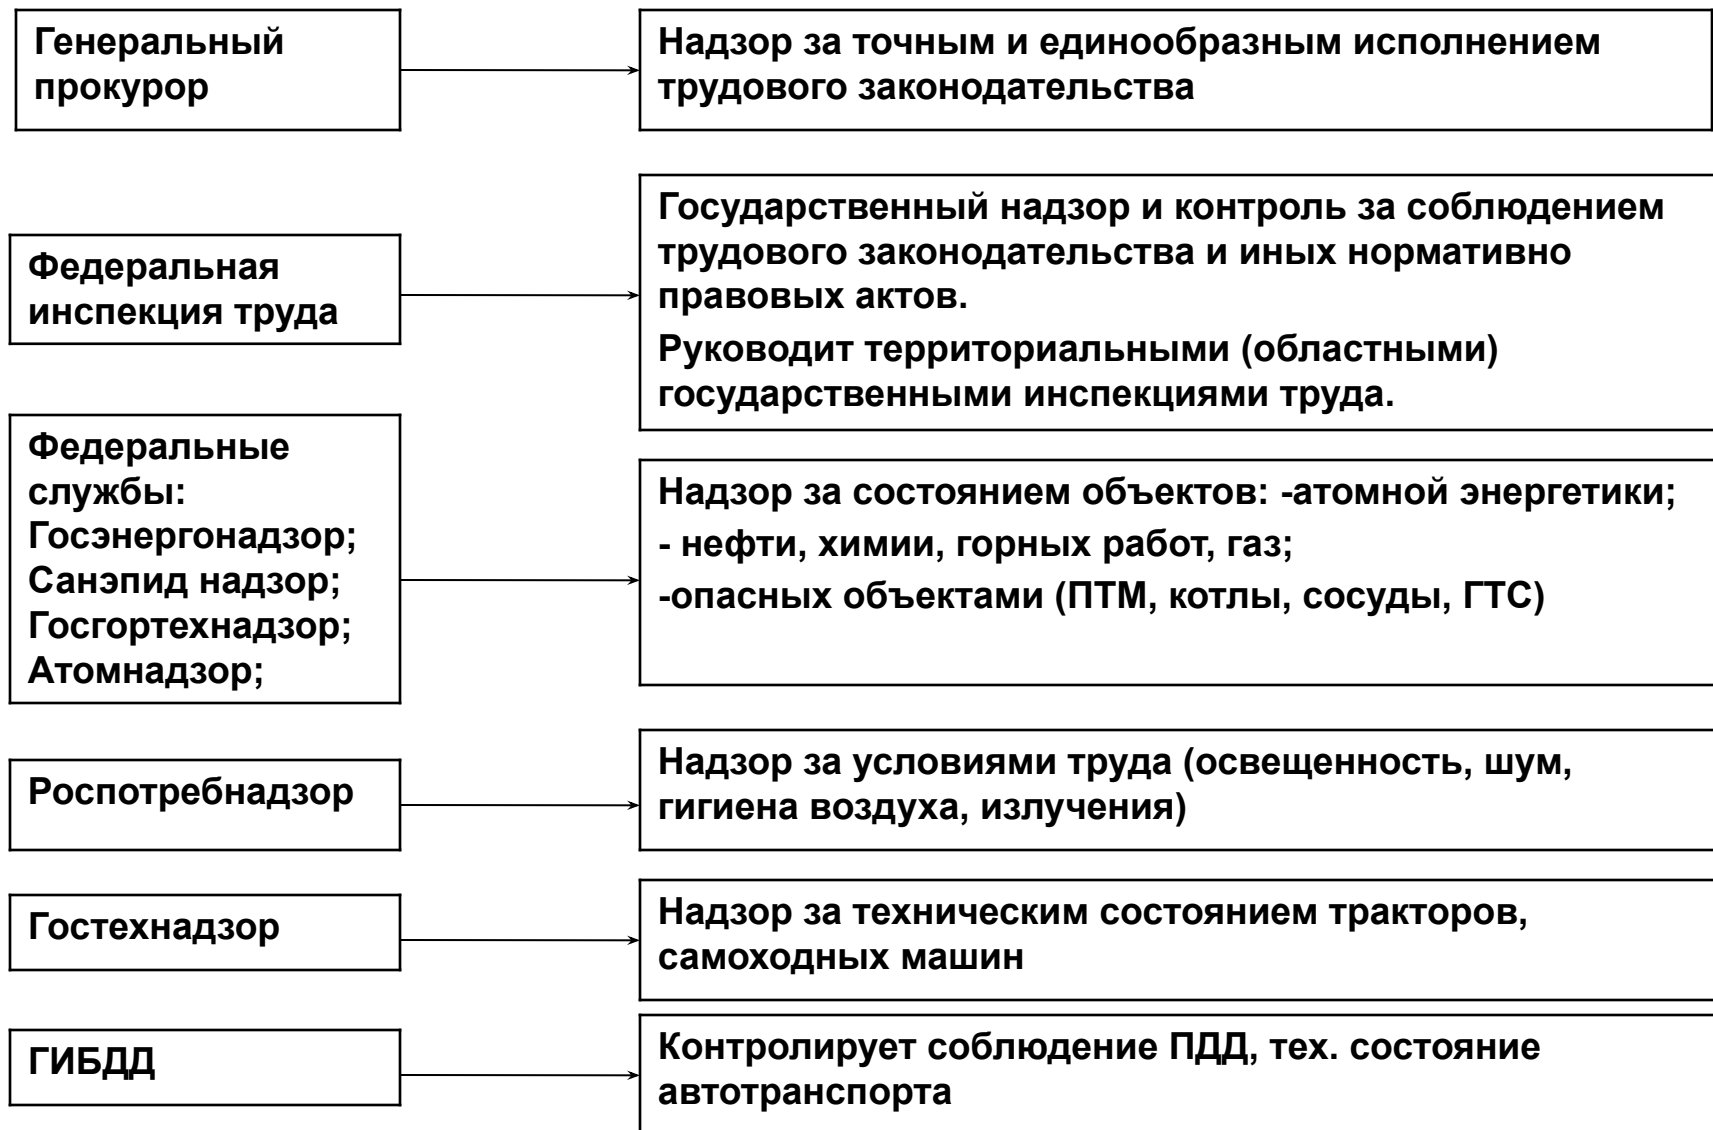 Генеральный
прокурор
Надзор за точным и единообразным исполнением
трудового законодательства
Федеральная
инспекция труда
Государственный надзор и контроль за соблюдением
трудового законодательства и иных нормативно
правовых актов.
Руководит территориальными (областными)
государственными инспекциями труда.
Федеральные
службы:
Госэнергонадзор;
Санэпид надзор;
Госгортехнадзор;
Атомнадзор;
Надзор за состоянием объектов: -атомной энергетики;
- нефти, химии, горных работ, газ;
-опасных объектами (ПТМ, котлы, сосуды, ГТС)
Роспотребнадзор
Надзор за условиями труда (освещенность, шум,
гигиена воздуха, излучения)
Гостехнадзор
Надзор за техническим состоянием тракторов,
самоходных машин
ГИБДД
Контролирует соблюдение ПДД, тех. состояние
автотранспорта